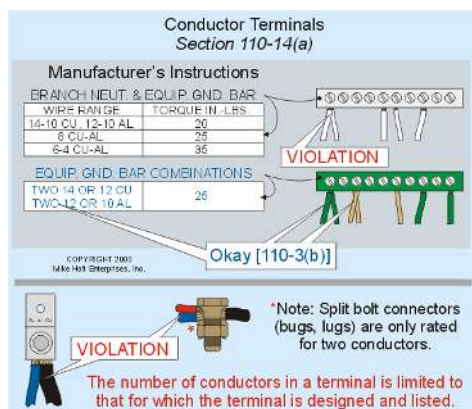 Conductor Terminals
Section 110-14(a)
Manufacturer's Instructions
BRANCH NEUT. & EQUIP. GND. BAR
WIRE RANGE TORQUE IN.-LBS
14-10 CU, 12-10 AL 20
8 CU-AL 25
6-4 CU-AL 35
VIOLATION
EQUIP. GND. BAR COMBINATIONS
TWO 14 OR 12 CU
TWO 12 OR 10 AL
25
Okay [110-3(b)]
COPYRIGHT 2000
Mike Holt Enterprises, Inc.
VIOLATION
*
*Note: Split bolt connectors
(bugs, lugs) are only rated
for two conductors.
The number of conductors in a terminal is limited to
that for which the terminal is designed and listed.